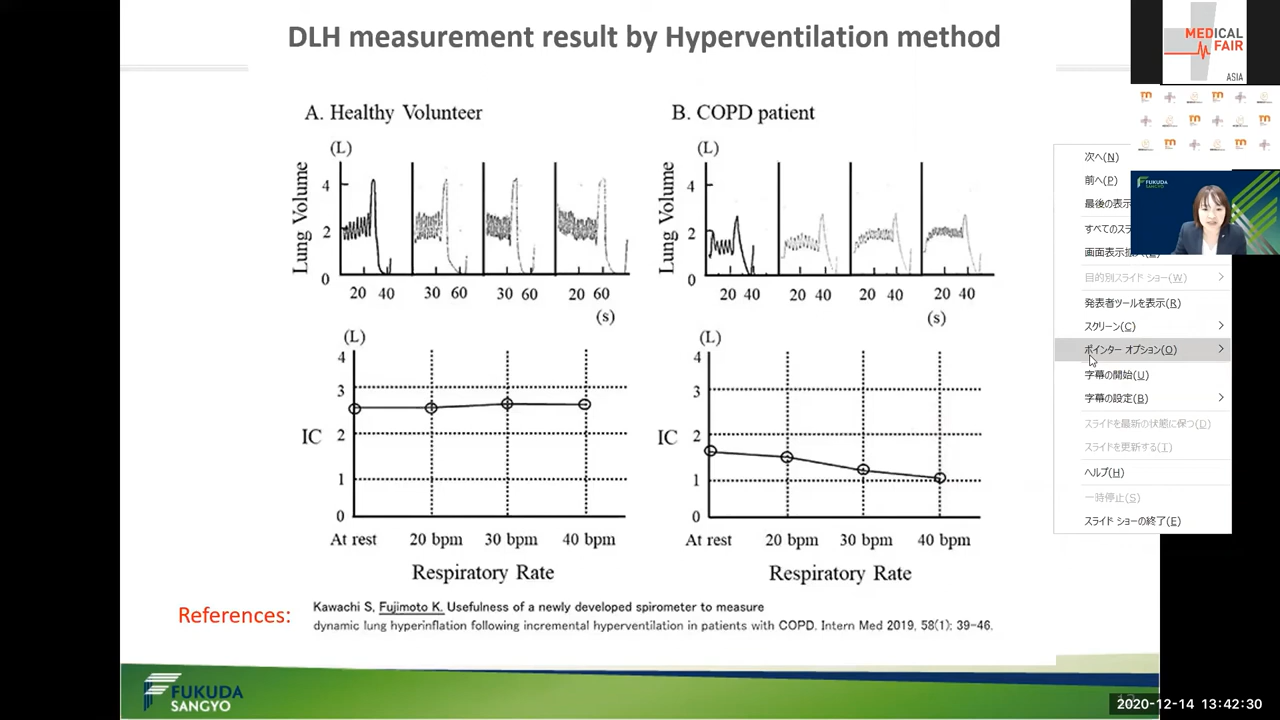 DLH measurement result by Hyperventilation method
MEDICAL
FAIR
ASIA
A. Healthy Volunteer
B. COPD patient
(L)
(L)
Lung Volume
4
2
0
20 40
30 60
30 60
20 60
(s)
Lung Volume
4
2
0
20 40
20 40
20 40
20 40
(s)
(L)
4
3
IC
2
1
0
At rest
20 bpm
30 bpm
40 bpm
Respiratory Rate
(L)
4
3
IC
2
1
0
At rest
20 bpm
30 bpm
40 bpm
Respiratory Rate
次へ(N)
前へ(P)
最後の表示
すべてのスラ
画面表示拡
目的別スライド ショー(W)
発表者ツールを表示(R)
スクリーン(C)
ポインター オプション(O)
字幕の開始(U)
字幕の設定(B)
スライドを最新の状態に保つ(D)
スライドを更新する(T)
ヘルプ(H)
一時停止(S)
スライド ショーの終了(E)
FUKUDA
SANGYO
References:
Kawachi S, Fujimoto K. Usefulness of a newly developed spirometer to measure
dynamic lung hyperinflation following incremental hyperventilation in patients with COPD. Intern Med 2019, 58(1); 39-46.
FUKUDA
SANGYO
2020-12-14 13:42:30